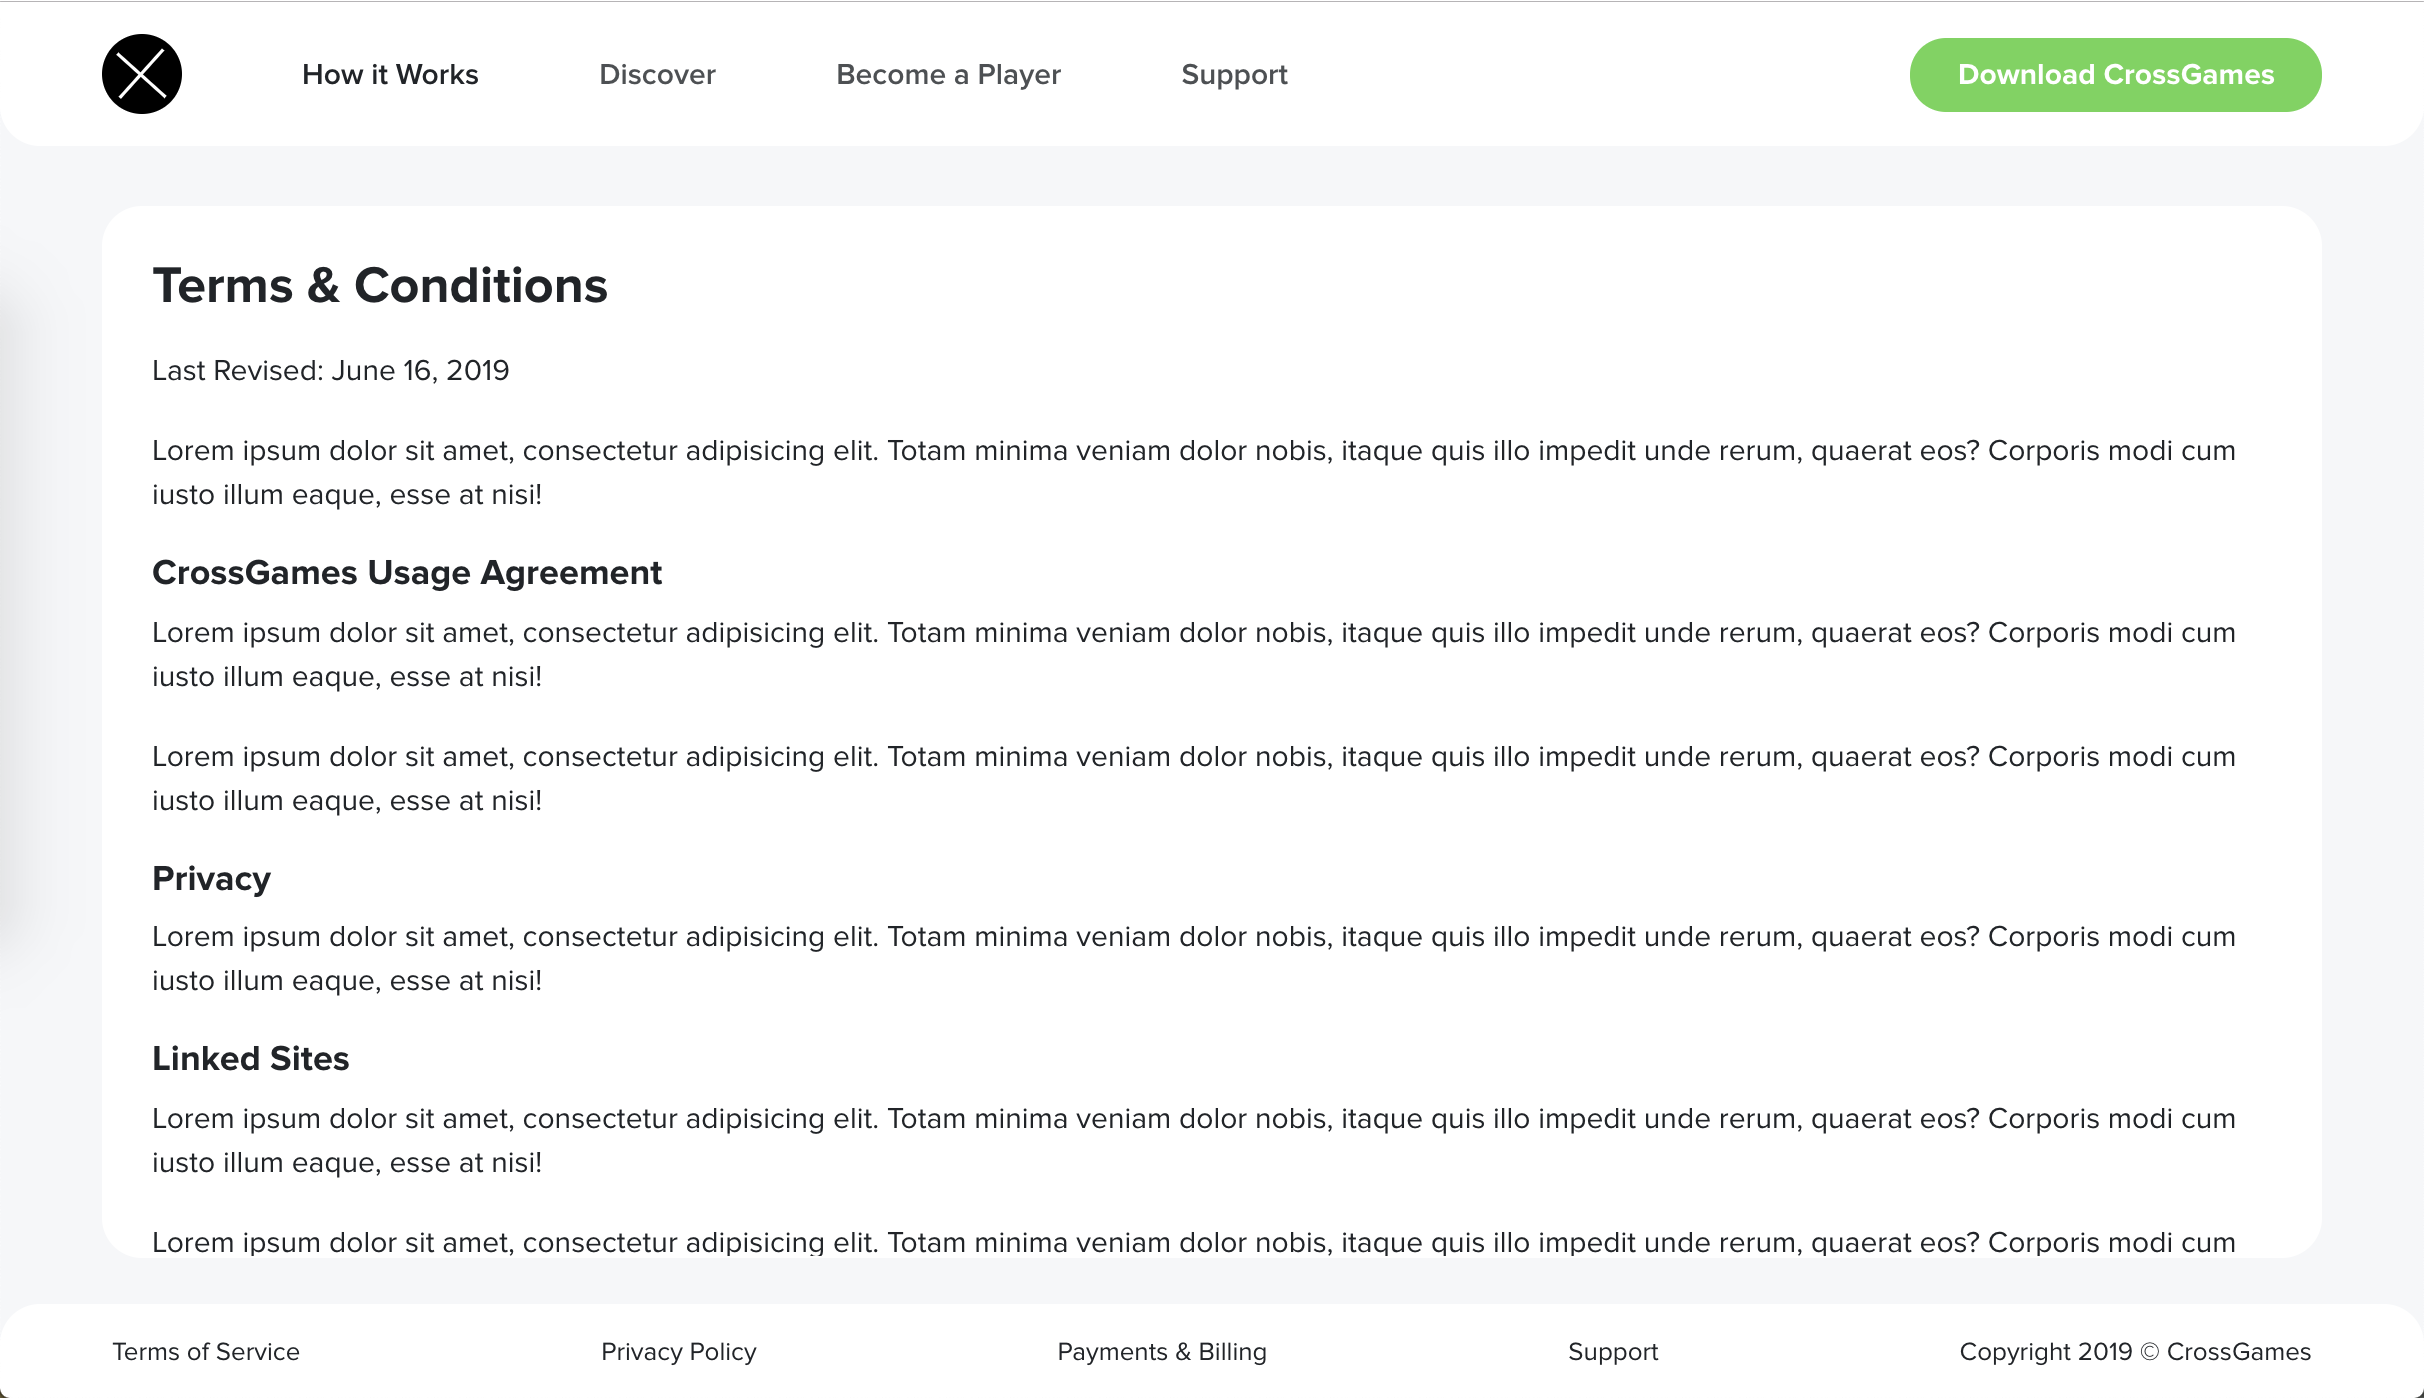 How it Works
Discover
Become a Player
Support
Download CrossGames
Terms & Conditions
Last Revised: June 16, 2019
Lorem ipsum dolor sit amet, consectetur adipisicing elit. Totam minima veniam dolor nobis, itaque quis illo impedit unde rerum, quaerat eos? Corporis modi cum
iusto illum eaque, esse at nisi!
CrossGames Usage Agreement
Lorem ipsum dolor sit amet, consectetur adipisicing elit. Totam minima veniam dolor nobis, itaque quis illo impedit unde rerum, quaerat eos? Corporis modi cum
iusto illum eaque, esse at nisi!
Lorem ipsum dolor sit amet, consectetur adipisicing elit. Totam minima veniam dolor nobis, itaque quis illo impedit unde rerum, quaerat eos? Corporis modi cum
iusto illum eaque, esse at nisi!
Privacy
Lorem ipsum dolor sit amet, consectetur adipisicing elit. Totam minima veniam dolor nobis, itaque quis illo impedit unde rerum, quaerat eos? Corporis modi cum
iusto illum eaque, esse at nisi!
Linked Sites
Lorem ipsum dolor sit amet, consectetur adipisicing elit. Totam minima veniam dolor nobis, itaque quis illo impedit unde rerum, quaerat eos? Corporis modi cum
iusto illum eaque, esse at nisi!
Lorem ipsum dolor sit amet, consectetur adipisicing elit. Totam minima veniam dolor nobis, itaque quis illo impedit unde rerum, quaerat eos? Corporis modi cum
Terms of Service
Privacy Policy
Payments & Billing
Support
Copyright 2019 © CrossGames